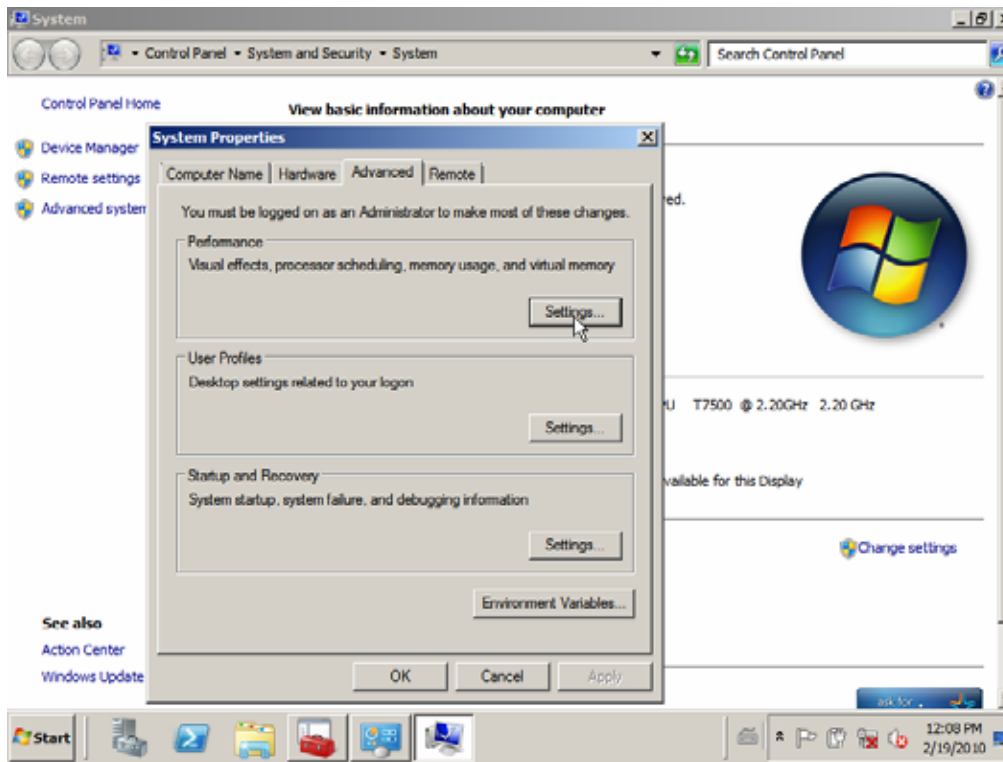 System
Control Panel System and Security System
Search Control Panel
Control Panel Home
View basic information about your computer
Device Manager
Remote settings
Advanced system
System Properties
Computer Name Hardware Advanced Remote
You must be logged on as an Administrator to make most of these changes.
Performance
Visual effects, processor scheduling, memory usage, and virtual memory
Settings...
User Profiles
Desktop settings related to your logon
Settings...
Startup and Recovery
System startup, system failure, and debugging information
Settings...
Environment Variables...
OK Cancel Apply
T7500 @ 2.20GHz 2.20 GHz
for this Display
Change settings
See also
Action Center
Windows Update
ask for
Start
12:08 PM
2/19/2010